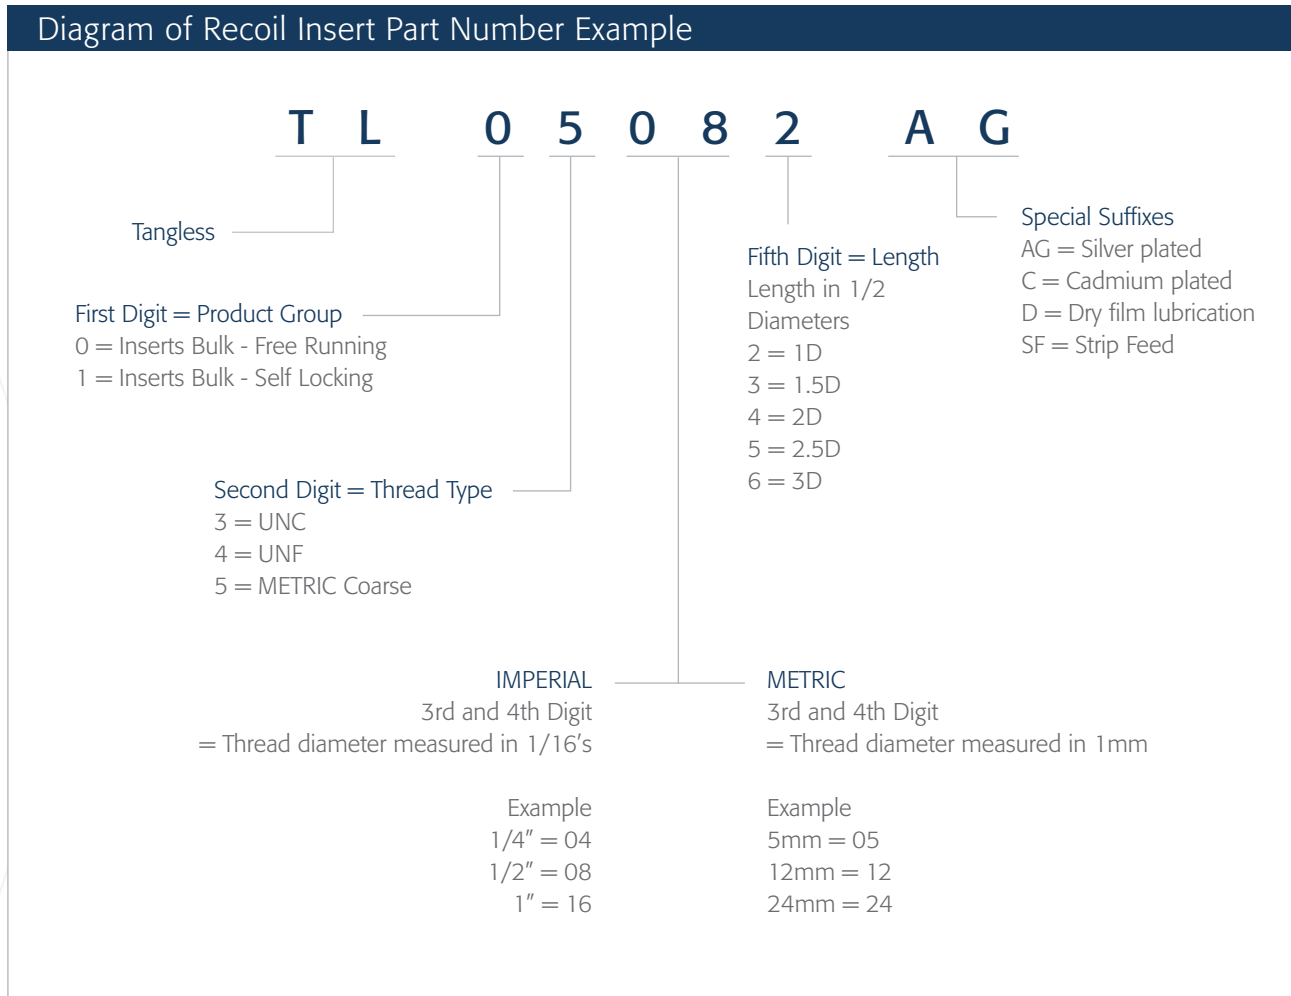 Diagram of Recoil Insert Part Number Example
T L 0 5 0 8 2 A G
Tangless
First Digit = Product Group
0 = Inserts Bulk - Free Running
1 = Inserts Bulk - Self Locking
Second Digit = Thread Type
3 = UNC
4 = UNF
5 = METRIC Coarse
Fifth Digit = Length
Length in 1/2
Diameters
2 = 1D
3 = 1.5D
4 = 2D
5 = 2.5D
6 = 3D
Special Suffixes
AG = Silver plated
C = Cadmium plated
D = Dry film lubrication
SF = Strip Feed
IMPERIAL
3rd and 4th Digit
= Thread diameter measured in 1/16's
Example
1/4" = 04
1/2" = 08
1" = 16
METRIC
3rd and 4th Digit
= Thread diameter measured in 1mm
Example
5mm = 05
12mm = 12
24mm = 24